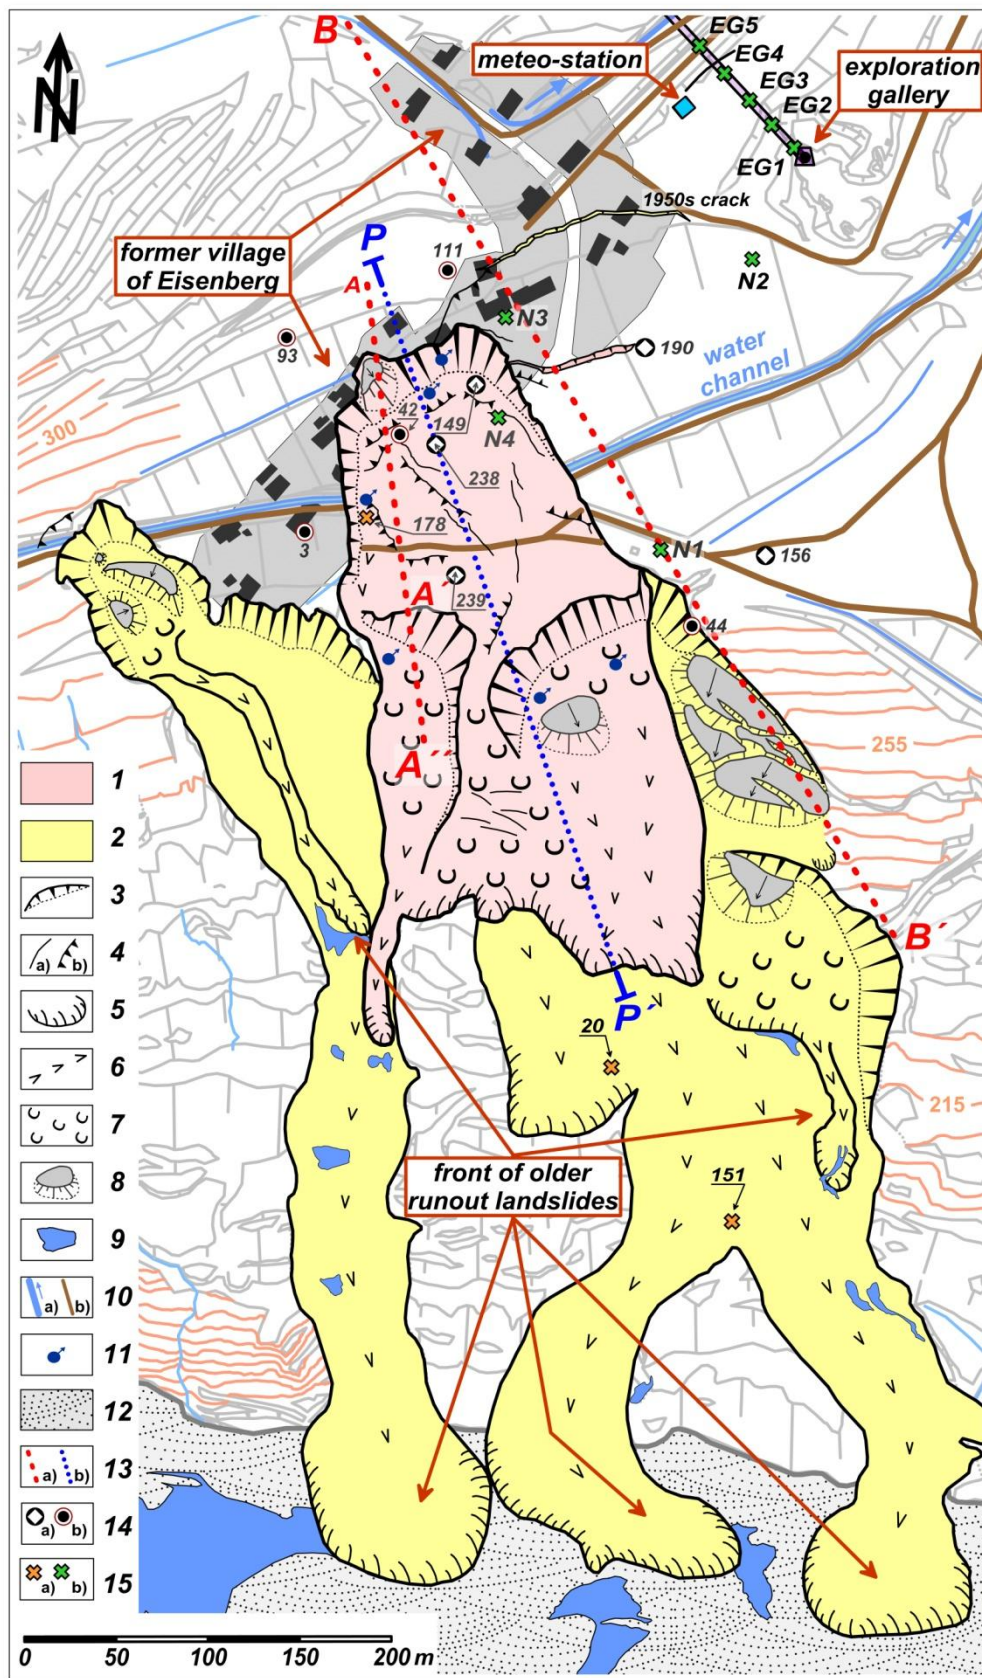 N
B
meteo-station
EG5
EG4
EG3
EG2
EG1
exploration
gallery
1950s crack
former village
of Eisenberg
P
A
111
N2
N3
93
190
water
channel
300
42
149
N4
238
178
3
N1
156
A´
239
44
255
A´´
B´
P´
20
215
front of older
runout landslides
151
1
2
3
a) b) 4
5
6
7
8
9
a) b) 10
11
12
a) b) 13
a) b) 14
a) b) 15
0 50 100 150 200 m